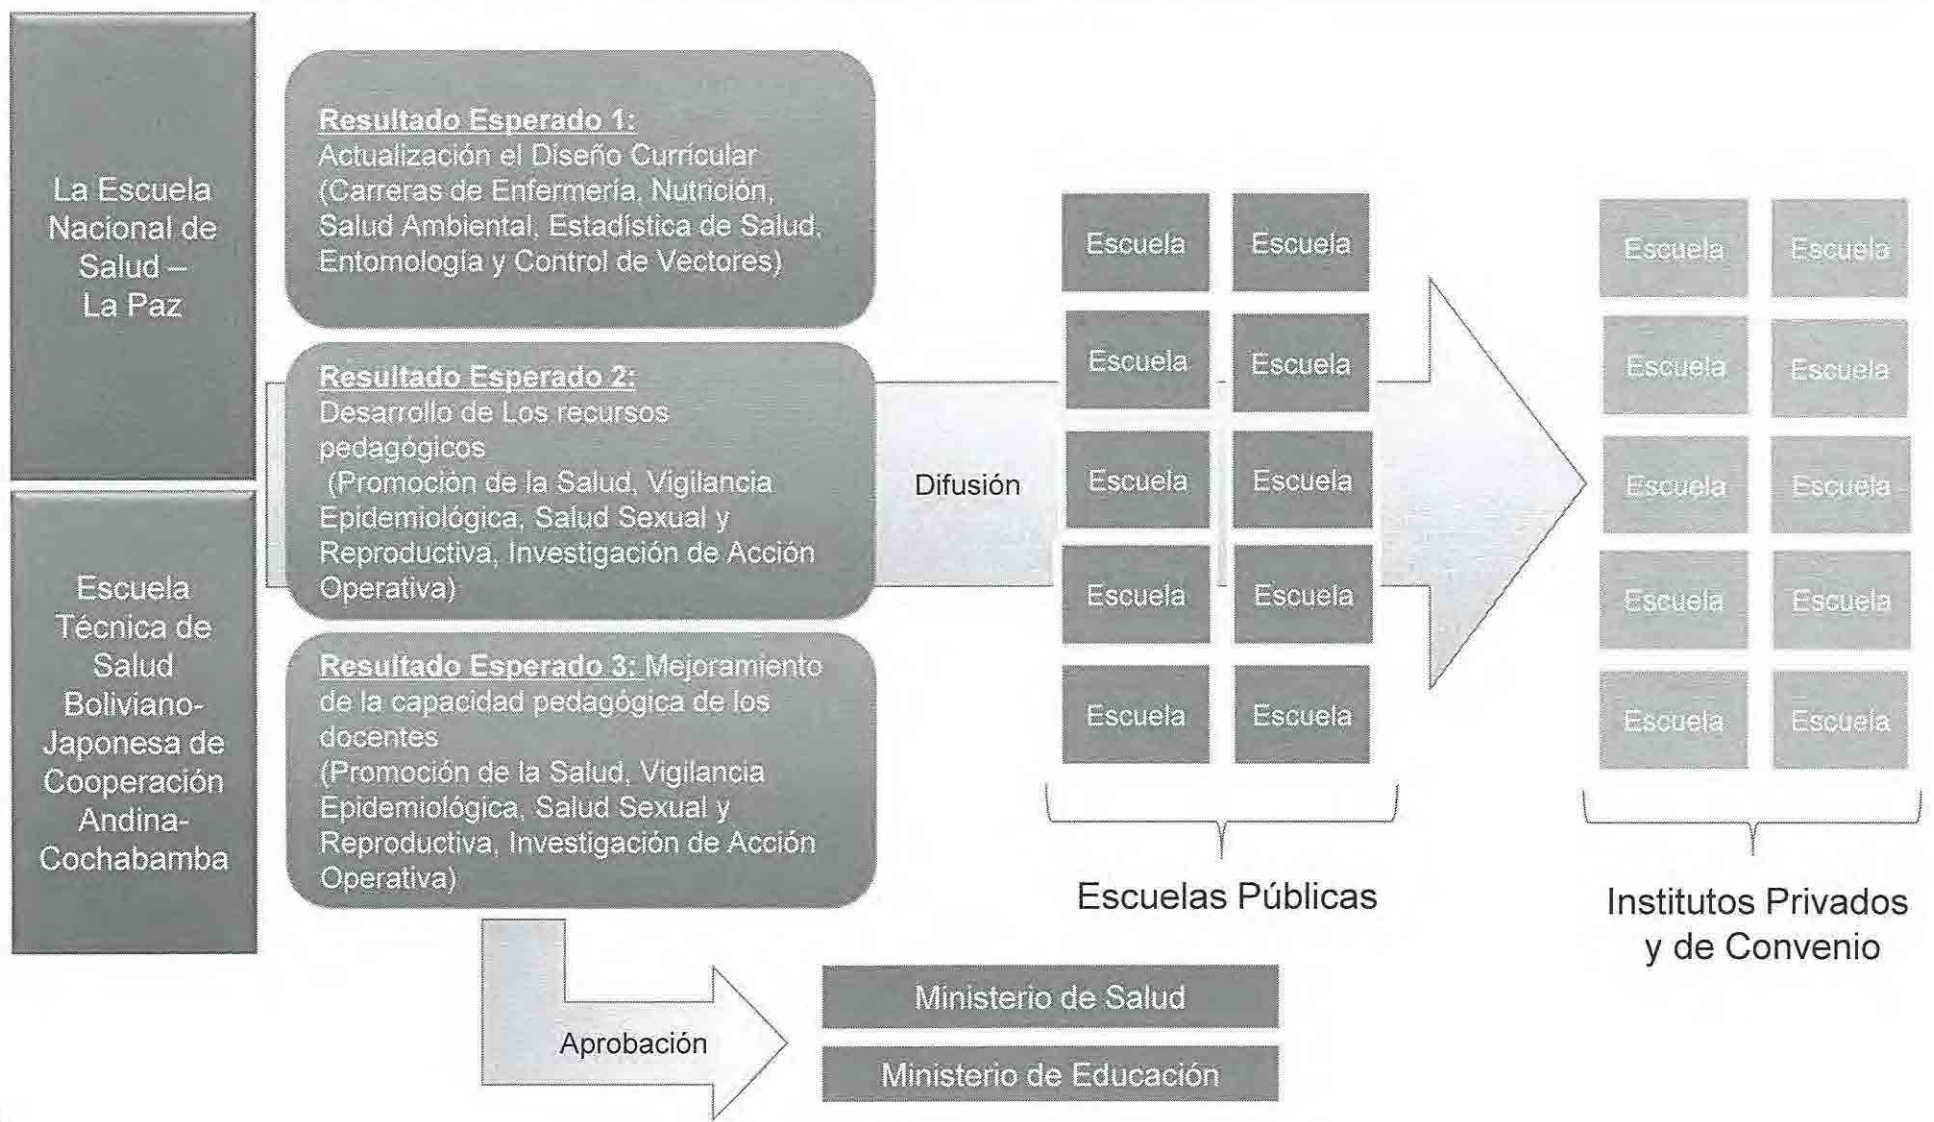 La Escuela
Nacional de
Salud –
La Paz
Escuela
Técnica de
Salud
Boliviano-
Japonesa de
Cooperación
Andina-
Cochabamba
Resultado Esperado 1:
Actualización el Diseño Curricular
(Carreras de Enfermería, Nutrición,
Salud Ambiental, Estadística de Salud,
Entomología y Control de Vectores)
Resultado Esperado 2:
Desarrollo de Los recursos
pedagógicos
(Promoción de la Salud, Vigilancia
Epidemiológica, Salud Sexual y
Reproductiva, Investigación de Acción
Operativa)
Resultado Esperado 3: Mejoramiento
de la capacidad pedagógica de los
docentes
(Promoción de la Salud, Vigilancia
Epidemiológica, Salud Sexual y
Reproductiva, Investigación de Acción
Operativa)
Difusión
Escuela Escuela
Escuela Escuela
Escuela Escuela
Escuela Escuela
Escuela Escuela
Escuelas Públicas
Escuela Escuela
Escuela Escuela
Escuela Escuela
Escuela Escuela
Escuela Escuela
Institutos Privados
y de Convenio
Aprobación
Ministerio de Salud
Ministerio de Educación